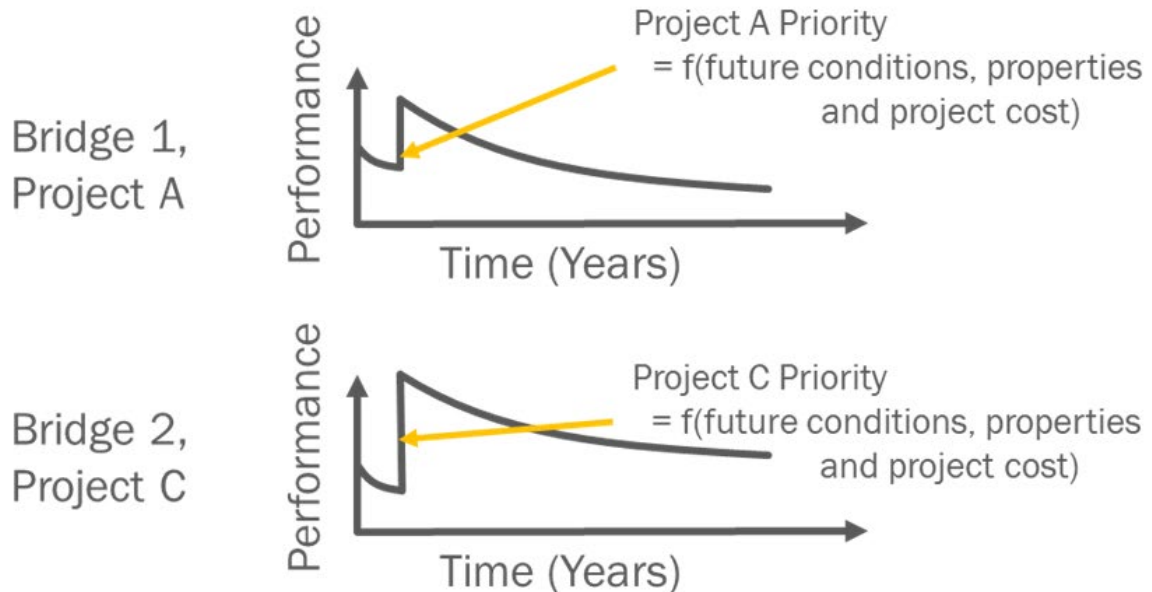 Bridge 1,
Project A
Performance
Time (Years)
Project A Priority
= f(future conditions, properties
and project cost)
Bridge 2,
Project C
Performance
Time (Years)
Project C Priority
= f(future conditions, properties
and project cost)